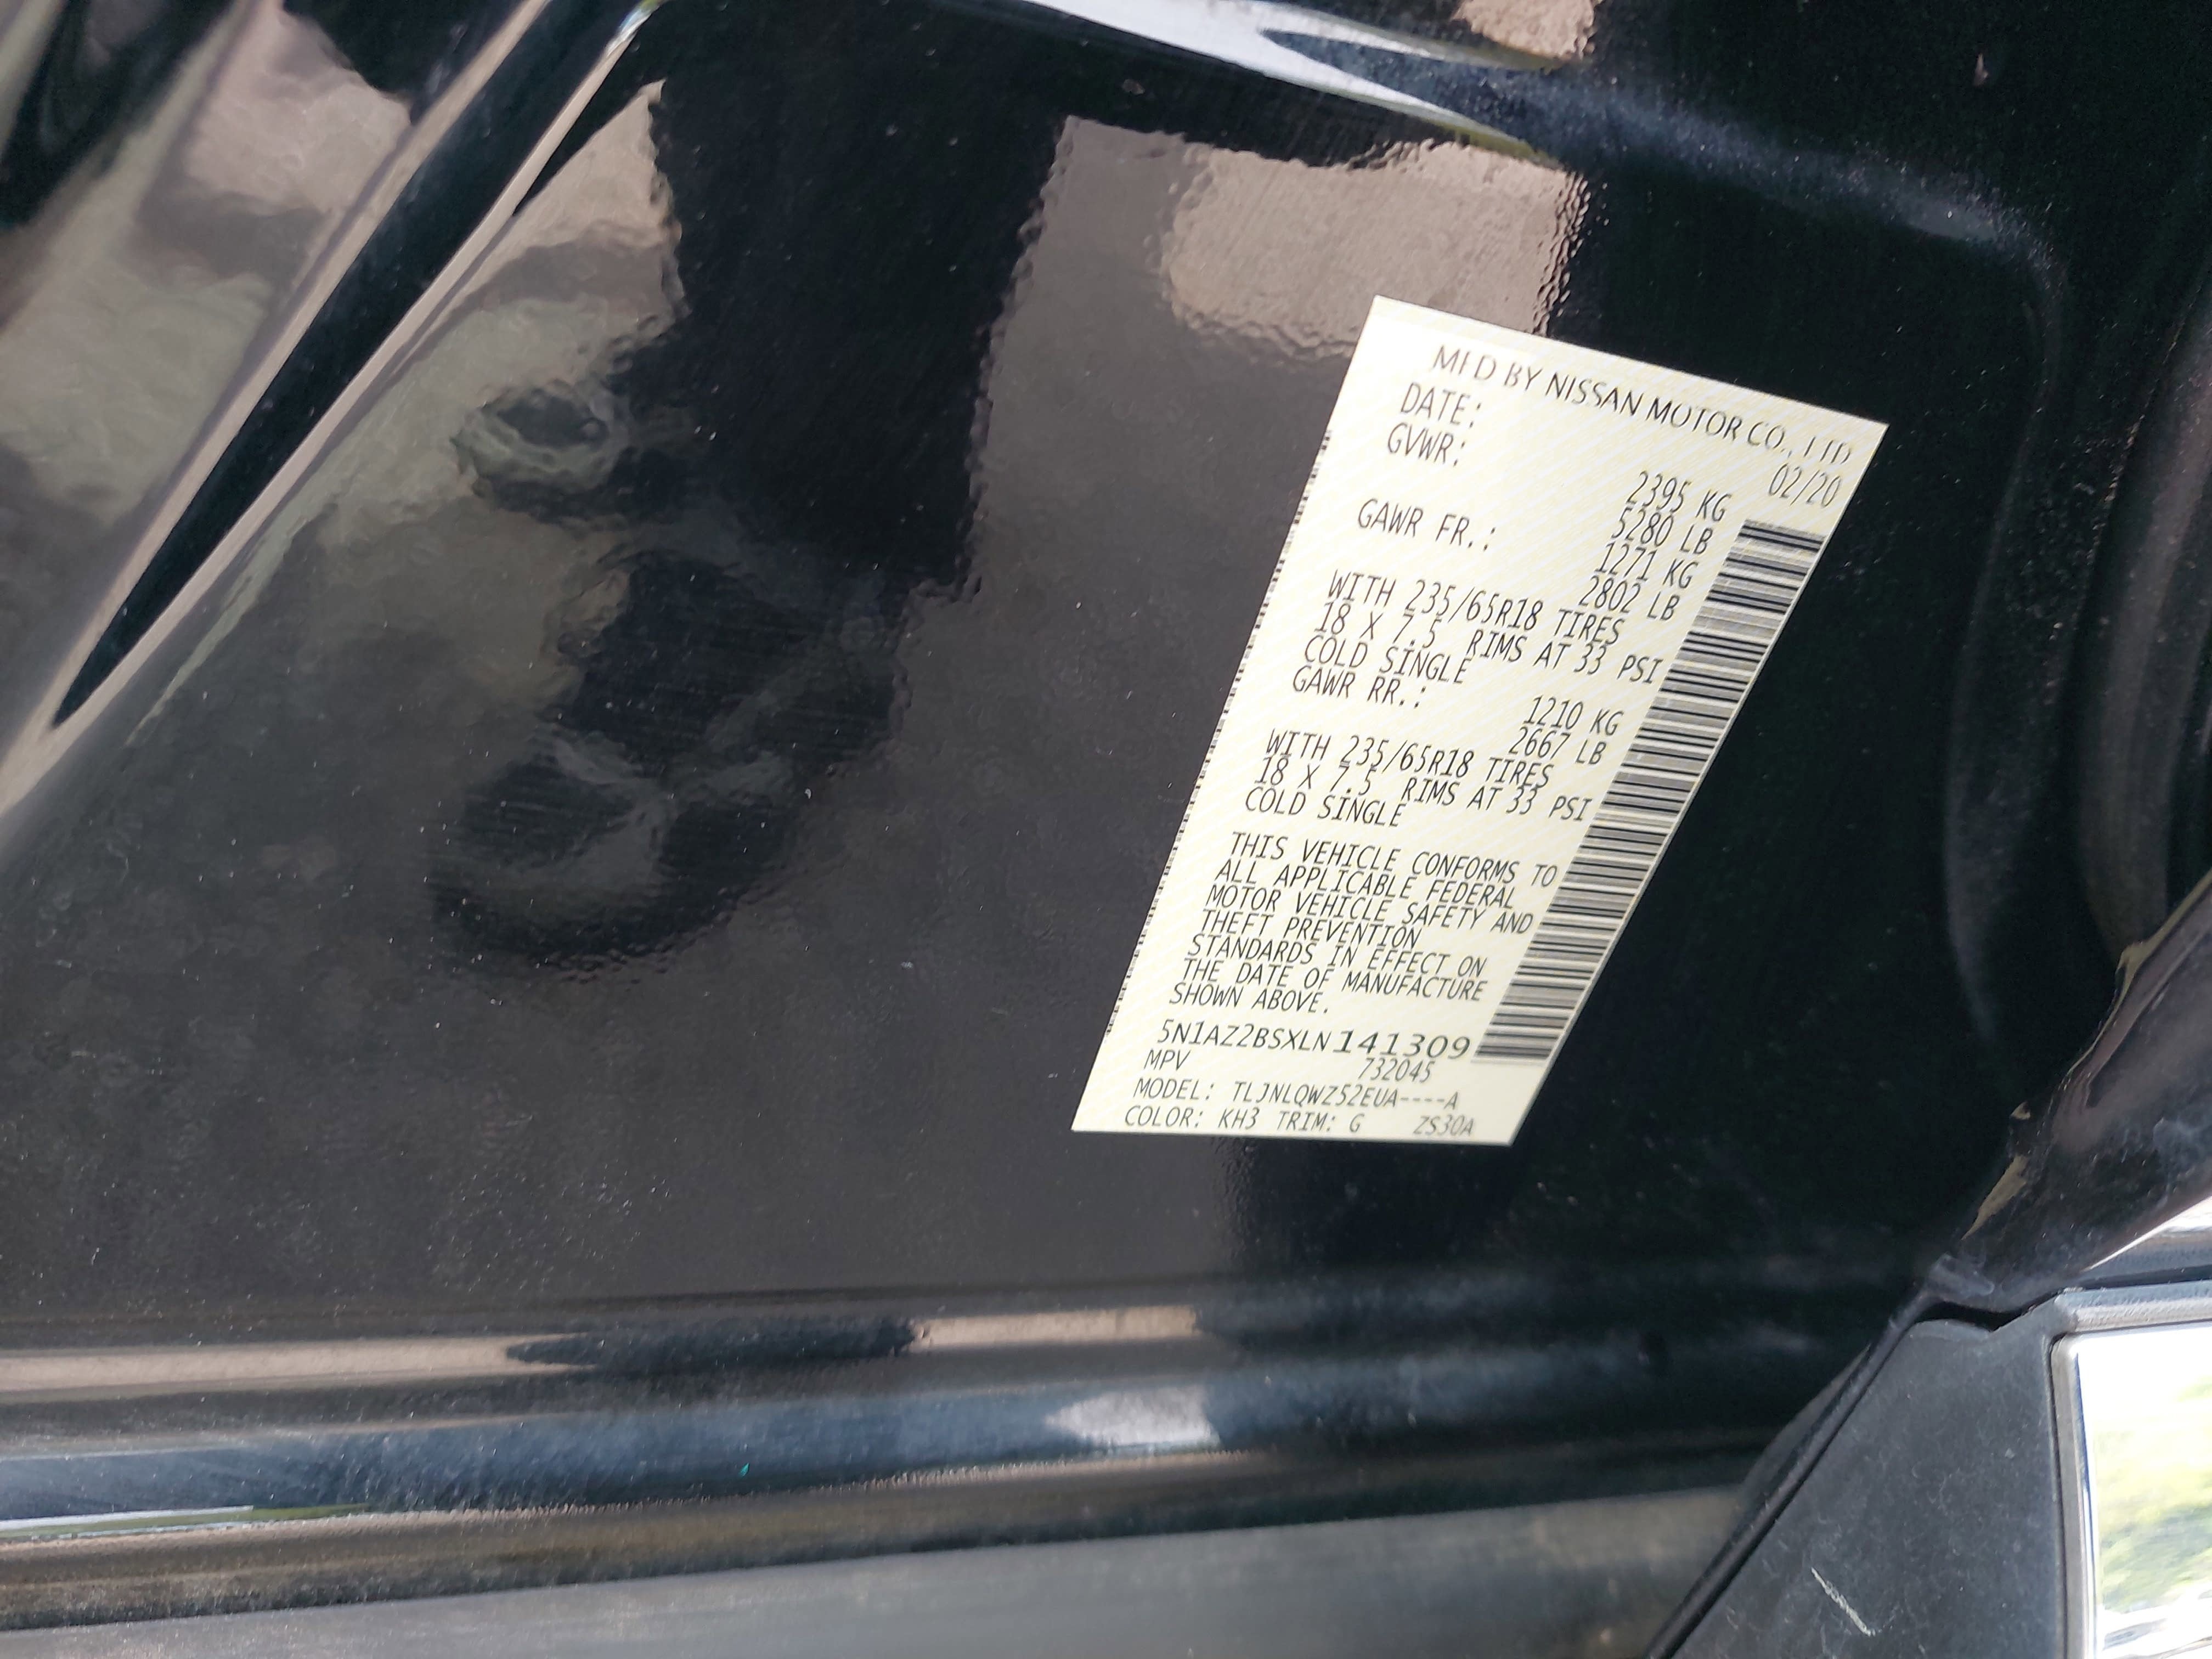 MFD BY NISSAN MOTOR CO., LTD
DATE: 02/20
GVWR: 2395 KG
5280 LB
GAWR FR.: 1271 KG
2802 LB
WITH 235/65R18 TIRES
18 X 7.5 RIMS AT 33 PSI
COLD SINGLE
GAWR RR.: 1210 KG
2667 LB
WITH 235/65R18 TIRES
18 X 7.5 RIMS AT 33 PSI
COLD SINGLE
THIS VEHICLE CONFORMS TO
ALL APPLICABLE FEDERAL
MOTOR VEHICLE SAFETY AND
THEFT PREVENTION
STANDARDS IN EFFECT ON
THE DATE OF MANUFACTURE
SHOWN ABOVE.
5N1AZ2BSXLN141309
MPV 732045
MODEL: TLJNLQWZ52EUA----A
COLOR: KH3 TRIM: G ZS30A